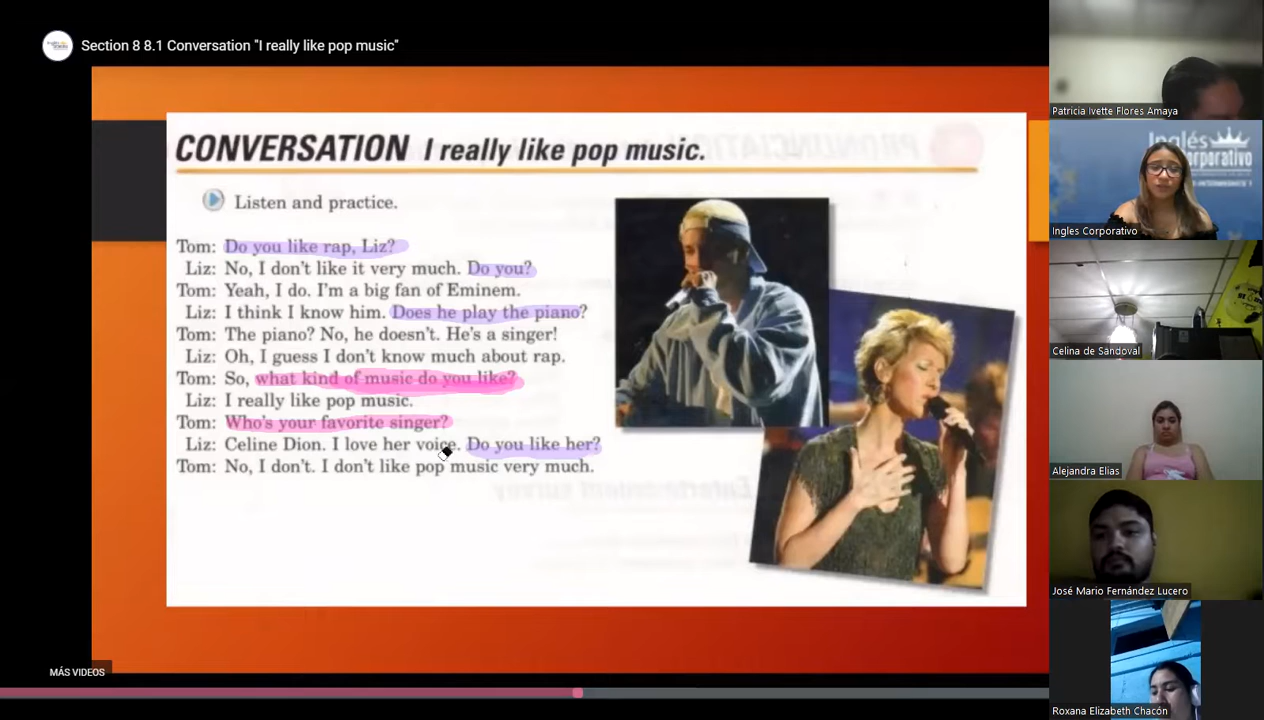 Section 8 8.1 Conversation "I really like pop music"
CONVERSATION I really like pop music.
Listen and practice.
Tom: Do you like rap, Liz?
Liz: No, I don't like it very much. Do you?
Tom: Yeah, I do. I'm a big fan of Eminem.
Liz: I think I know him. Does he play the piano?
Tom: The piano? No, he doesn't. He's a singer!
Liz: Oh, I guess I don't know much about rap.
Tom: So, what kind of music do you like?
Liz: I really like pop music.
Tom: Who's your favorite singer?
Liz: Celine Dion. I love her voice. Do you like her?
Tom: No, I don't. I don't like pop music very much.
MÁS VIDEOS
Patricia Ivette Flores Amaya
Inglés
Ingles Corporativo
Celina de Sandoval
Alejandra Elias
José Mario Fernández Lucero
Roxana Elizabeth Chacón